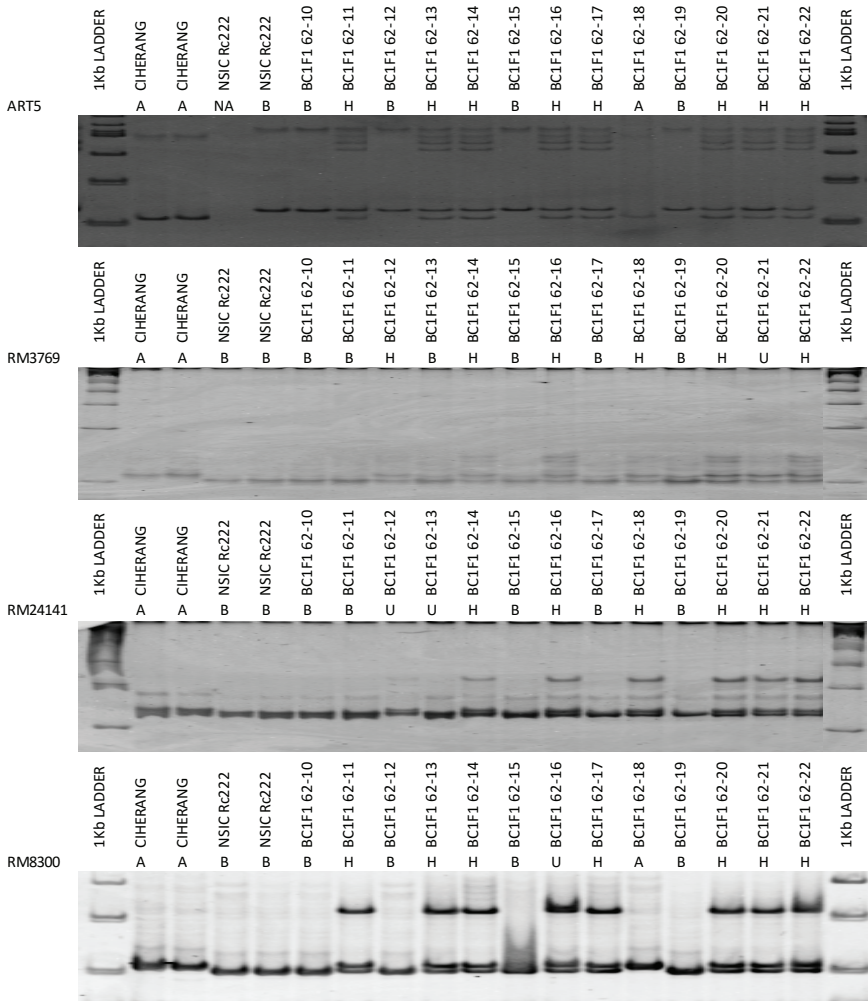 1Kb LADDER CIHERANG CIHERANG NSIC Rc222 NSIC Rc222 BC1F1 62-10 BC1F1 62-11 BC1F1 62-12 BC1F1 62-13 BC1F1 62-14 BC1F1 62-15 BC1F1 62-16 BC1F1 62-17 BC1F1 62-18 BC1F1 62-19 BC1F1 62-20 BC1F1 62-21 BC1F1 62-22 1Kb LADDER
ART5 A A NA B B H B H H B H H A B H H H
1Kb LADDER CIHERANG CIHERANG NSIC Rc222 NSIC Rc222 BC1F1 62-10 BC1F1 62-11 BC1F1 62-12 BC1F1 62-13 BC1F1 62-14 BC1F1 62-15 BC1F1 62-16 BC1F1 62-17 BC1F1 62-18 BC1F1 62-19 BC1F1 62-20 BC1F1 62-21 BC1F1 62-22 1Kb LADDER
RM3769 A A B B B B H B H B H B H B H U H
1Kb LADDER CIHERANG CIHERANG NSIC Rc222 NSIC Rc222 BC1F1 62-10 BC1F1 62-11 BC1F1 62-12 BC1F1 62-13 BC1F1 62-14 BC1F1 62-15 BC1F1 62-16 BC1F1 62-17 BC1F1 62-18 BC1F1 62-19 BC1F1 62-20 BC1F1 62-21 BC1F1 62-22 1Kb LADDER
RM24141 A A B B B B U U H B H B H B H H H
1Kb LADDER CIHERANG CIHERANG NSIC Rc222 NSIC Rc222 BC1F1 62-10 BC1F1 62-11 BC1F1 62-12 BC1F1 62-13 BC1F1 62-14 BC1F1 62-15 BC1F1 62-16 BC1F1 62-17 BC1F1 62-18 BC1F1 62-19 BC1F1 62-20 BC1F1 62-21 BC1F1 62-22 1Kb LADDER
RM8300 A A B B B H B H H B U H A B H H H